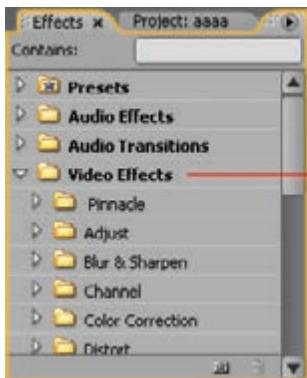 Effects × Project: aaaa
Contains:
Presets
Audio Effects
Audio Transitions
Video Effects
Pinnacle
Adjust
Blur & Sharpen
Channel
Color Correction
Distort